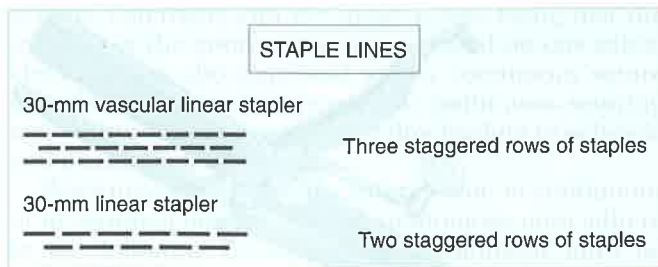 STAPLE LINES
30-mm vascular linear stapler
Three staggered rows of staples
30-mm linear stapler
Two staggered rows of staples